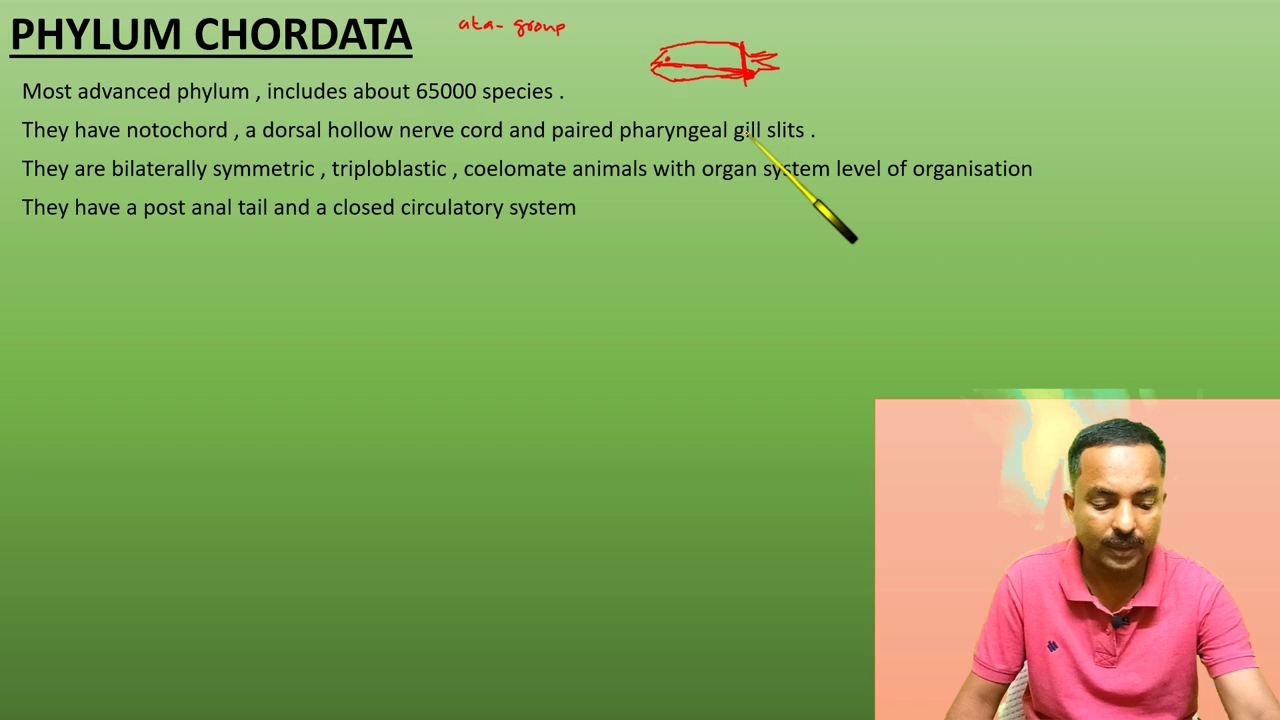 PHYLUM CHORDATA
ata- group
Most advanced phylum , includes about 65000 species .
They have notochord , a dorsal hollow nerve cord and paired pharyngeal gill slits .
They are bilaterally symmetric , triploblastic , coelomate animals with organ system level of organisation
They have a post anal tail and a closed circulatory system